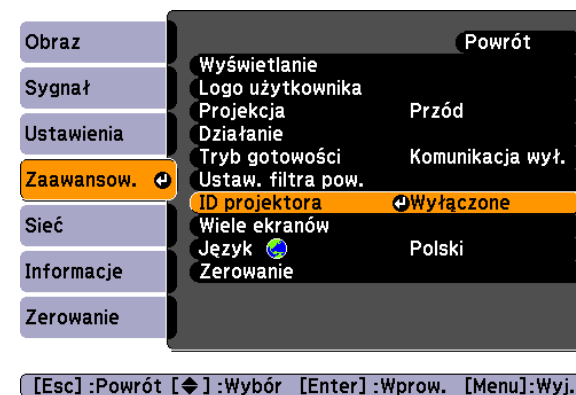 Obraz
Sygnał
Ustawienia
Zaawansow.
Sieć
Informacje
Zerowanie
Powrót
Wyświetlanie
Logo użytkownika
Projekcja Przód
Działanie
Tryb gotowości Komunikacja wył.
Ustaw. filtra pow.
ID projektora Wyłączone
Wiele ekranów
Język Polski
Zerowanie
[Esc] :Powrót [◆] :Wybór [Enter] :Wprow. [Menu]:Wyj.